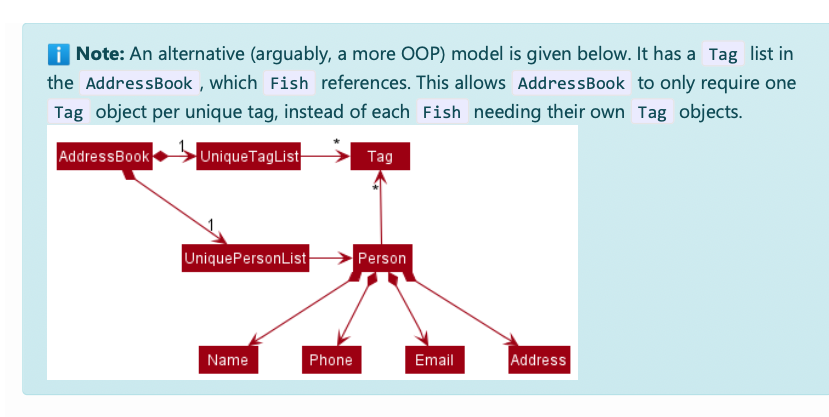 Note: An alternative (arguably, a more OOP) model is given below. It has a Tag list in
the AddressBook , which Fish references. This allows AddressBook to only require one
Tag object per unique tag, instead of each Fish needing their own Tag objects.
AddressBook 1 UniqueTagList * Tag
*
1
UniquePersonList Person
Name Phone Email Address